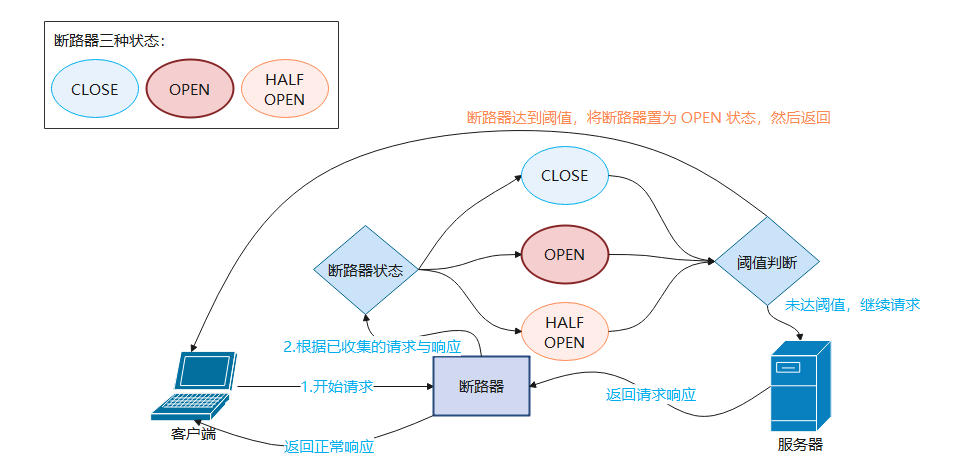 断路器三种状态：
CLOSE
OPEN
HALF
OPEN
断路器达到阈值，将断路器置为 OPEN 状态，然后返回
CLOSE
断路器状态
OPEN
阈值判断
HALF
OPEN
未达阈值，继续请求
2.根据已收集的请求与响应
1.开始请求
断路器
返回请求响应
客户端
返回正常响应
服务器